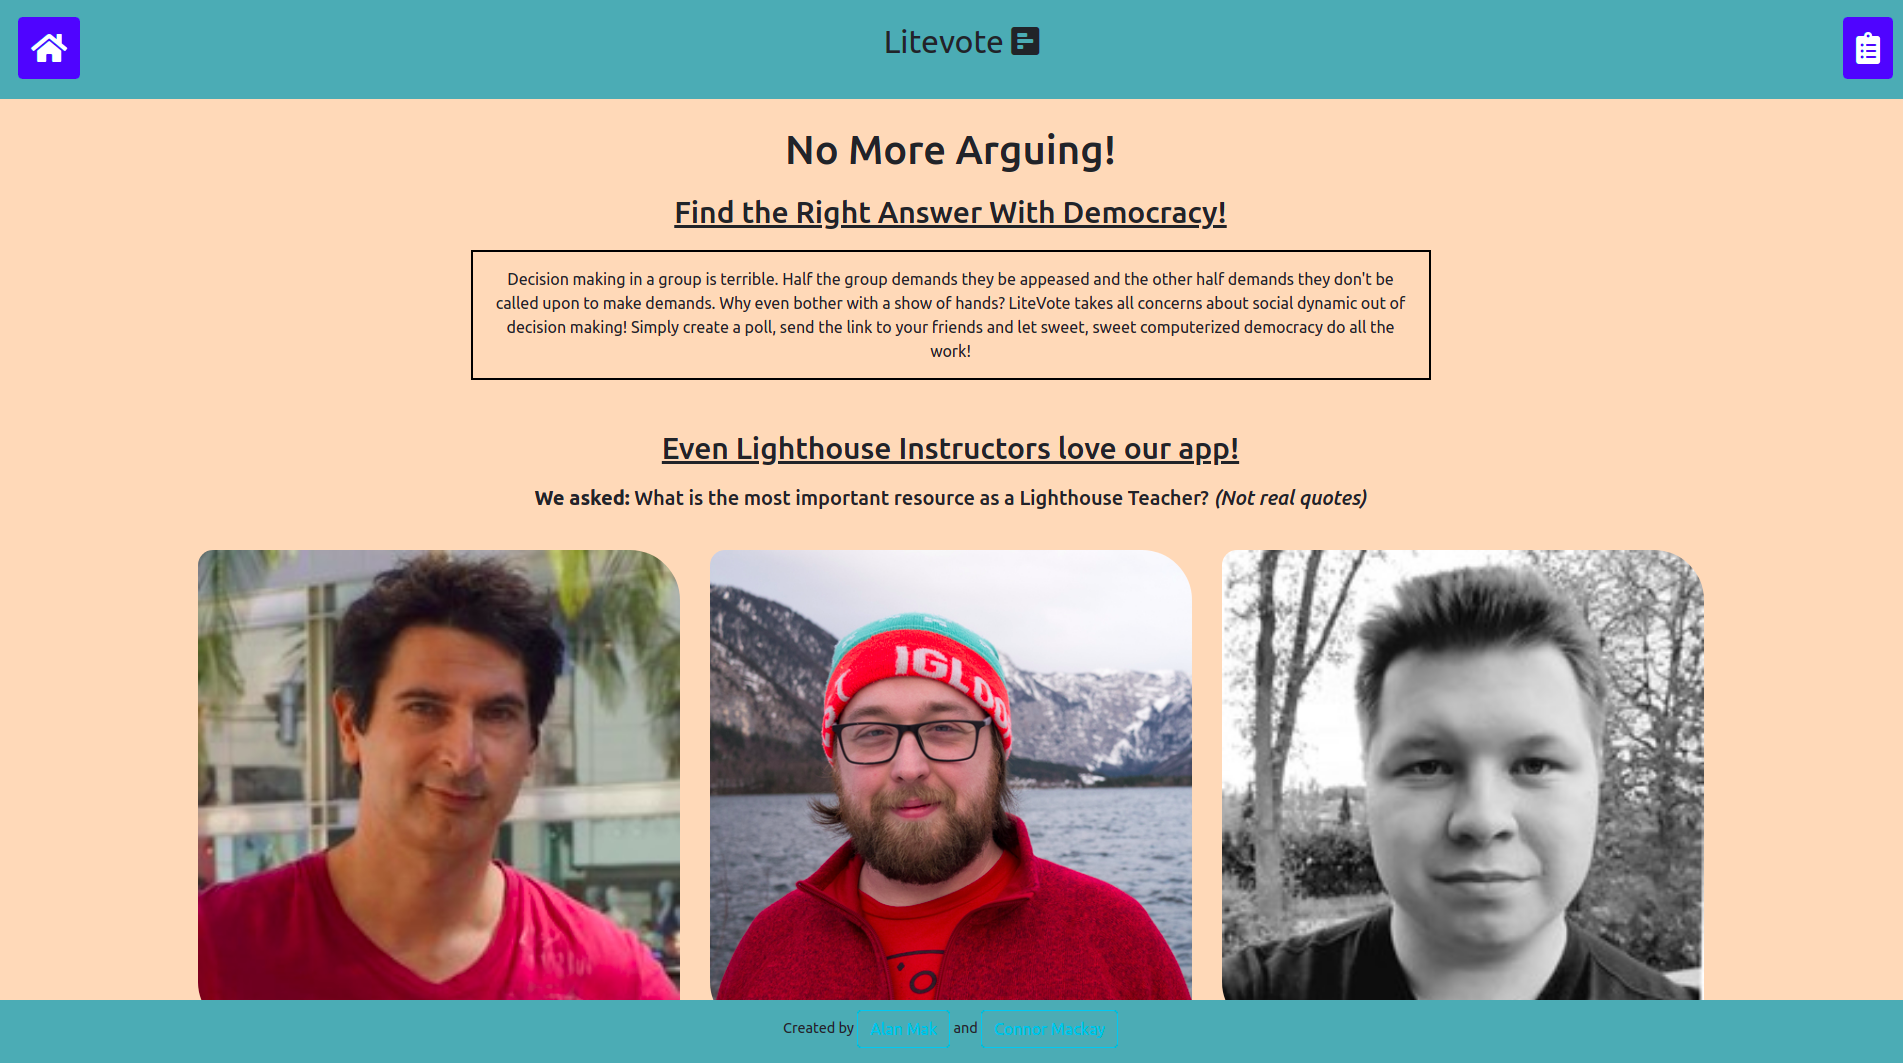 Litevote
No More Arguing!
Find the Right Answer With Democracy!
Decision making in a group is terrible. Half the group demands they be appeased and the other half demands they don't be
called upon to make demands. Why even bother with a show of hands? LiteVote takes all concerns about social dynamic out of
decision making! Simply create a poll, send the link to your friends and let sweet, sweet computerized democracy do all the
work!
Even Lighthouse Instructors love our app!
We asked: What is the most important resource as a Lighthouse Teacher? (Not real quotes)
IGLOO
Created by Alan Mak and Connor Mackay